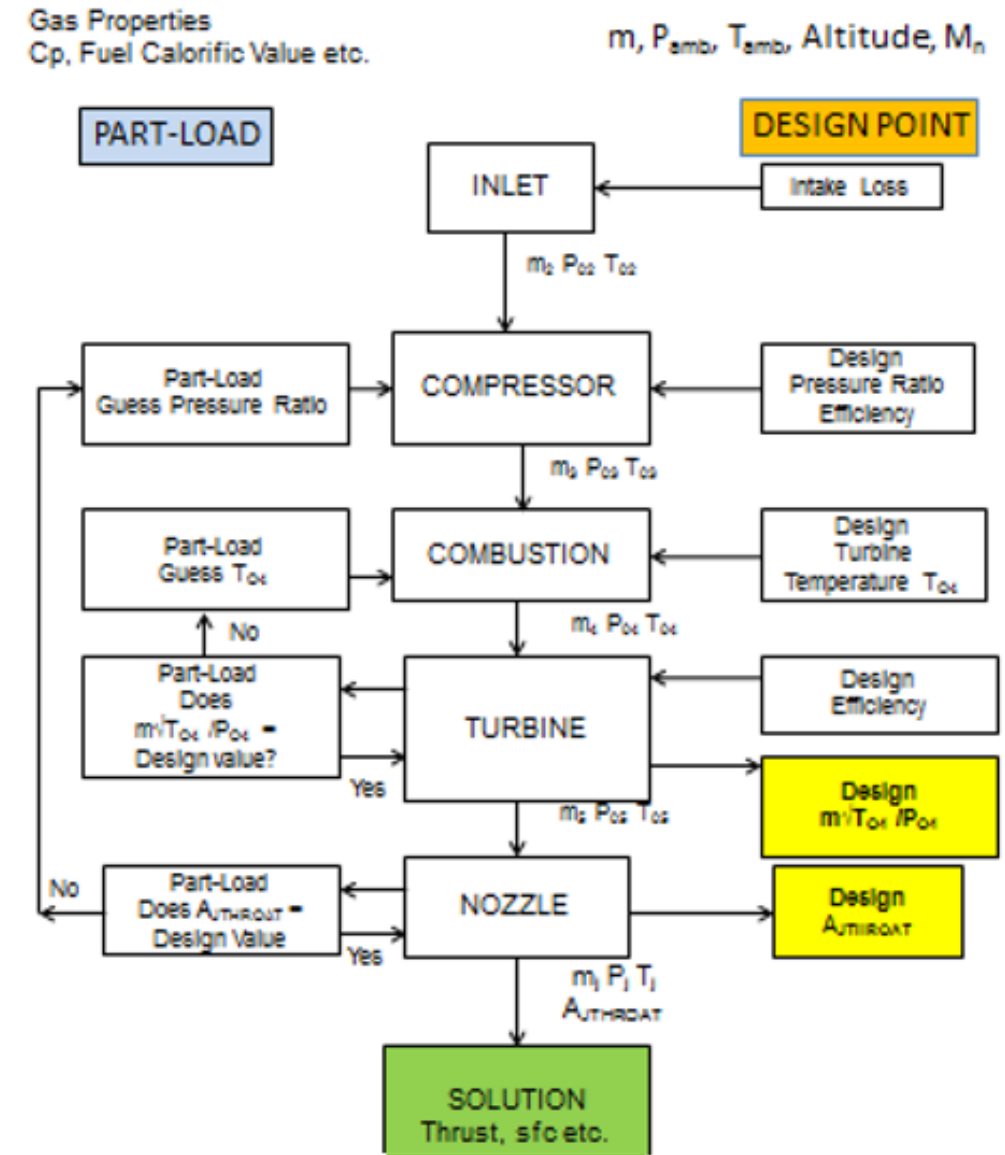 Gas Properties
Cp, Fuel Calorific Value etc.
m, Pamb, Tamb, Altitude, Mn
PART-LOAD
DESIGN POINT
INLET
Intake Loss
m2 P02 T02
Part-Load
Guess Pressure Ratio
COMPRESSOR
Design
Pressure Ratio
Efficiency
m3 P03 T03
Part-Load
Guess T04
COMBUSTION
Design
Turbine
Temperature T04
No
m4 P04 T04
Part-Load
Does
m√T04 /P04 =
Design value?
TURBINE
Design
Efficiency
Yes
m5 P05 T05
Design
m√T04 /P04
No
Part-Load
Does AJTHROAT =
Design Value
Yes
NOZZLE
Design
AJTHROAT
mj Pj Tj
AJTHROAT
SOLUTION
Thrust, sfc etc.